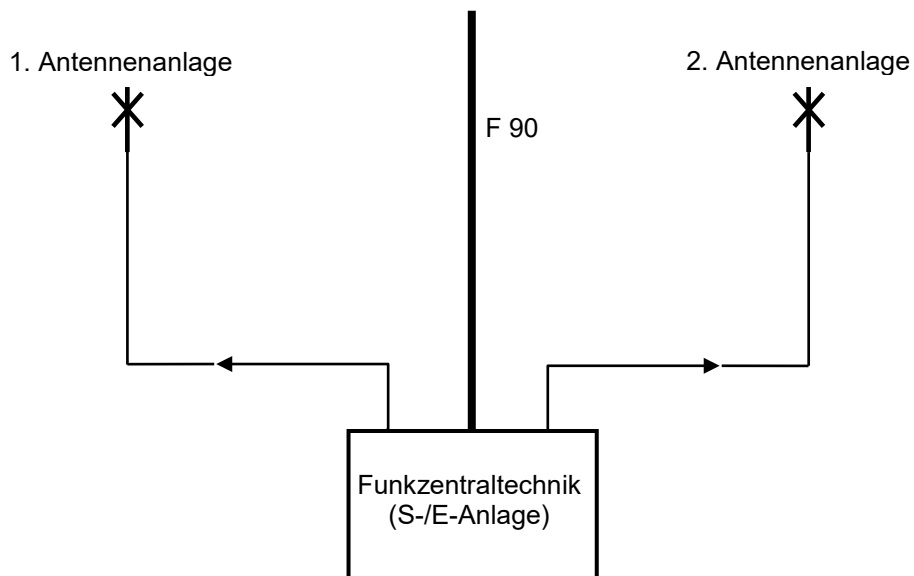 1. Antennenanlage
2. Antennenanlage
F 90
Funkzentraltechnik
(S-/E-Anlage)